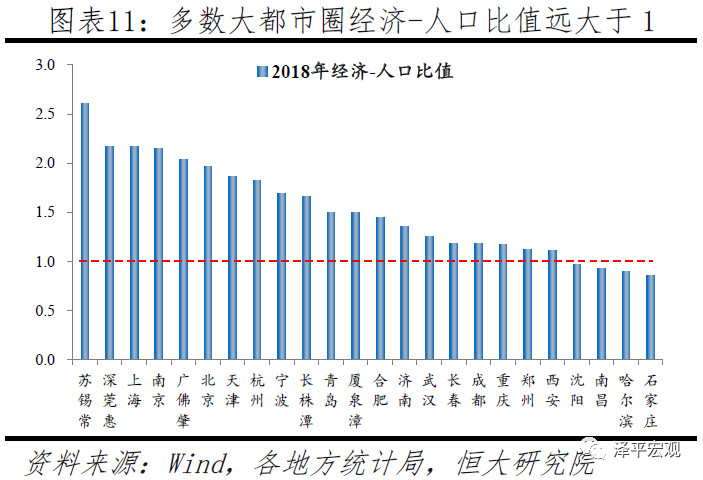 图表11：多数大都市圈经济-人口比值远大于 1
2018年经济-人口比值
3.0
2.5
2.0
1.5
1.0
0.5
0.0
苏锡常 深莞惠 上海 南京 广佛肇 北京 天津 杭州 宁波 长株潭 青岛 厦泉漳 合肥 济南 武汉 长春 成都 重庆 郑州 西安 沈阳 南昌 哈尔滨 石家庄
泽平宏观
资料来源：Wind，各地方统计局，恒大研究院